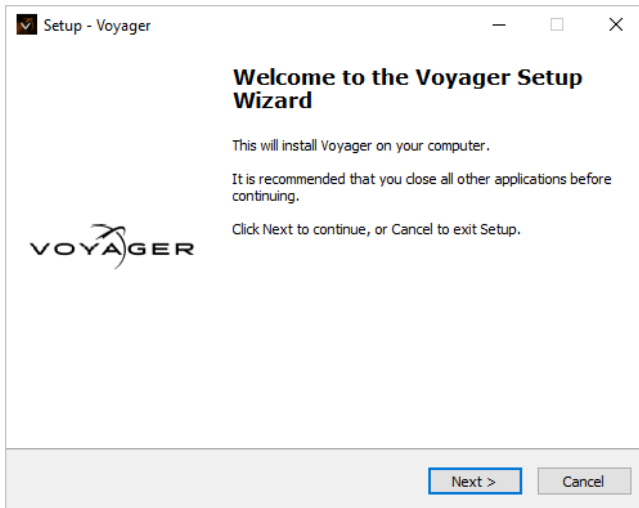 Setup - Voyager
Welcome to the Voyager Setup
Wizard
This will install Voyager on your computer.
It is recommended that you close all other applications before
continuing.
Click Next to continue, or Cancel to exit Setup.
VOYAGER
Next >
Cancel